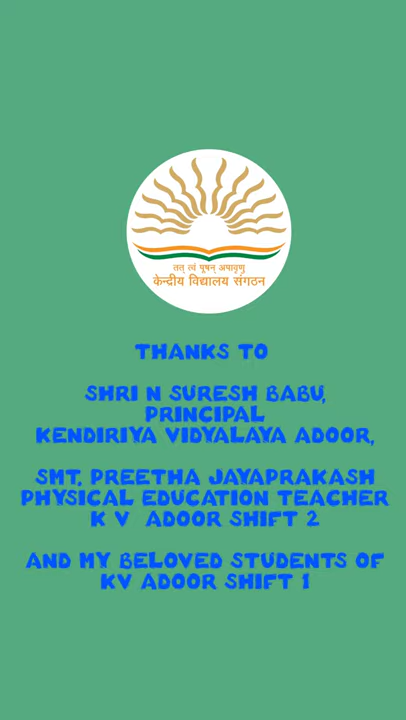 तत् त्वं पूषन् अपावृणु
केन्द्रीय विद्यालय संगठन
THANKS TO
SHRI N SURESH BABU,
PRINCIPAL
KENDIRIYA VIDYALAYA ADOOR,
SMT. PREETHA JAYAPRAKASH
PHYSICAL EDUCATION TEACHER
K V ADOOR SHIFT 2
AND MY BELOVED STUDENTS OF
KV ADOOR SHIFT 1